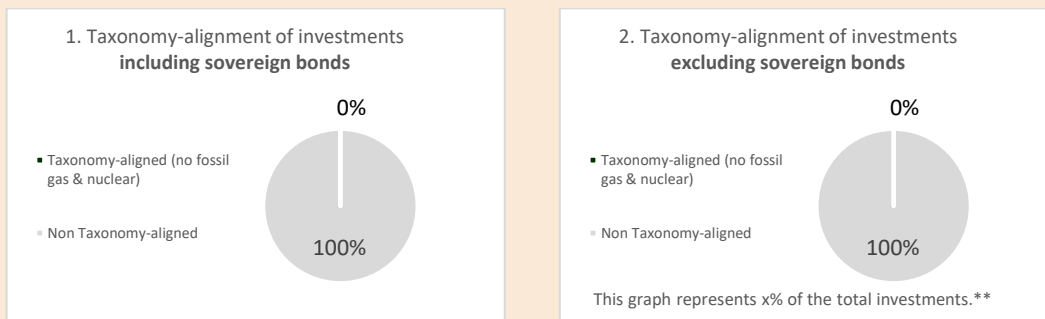 1. Taxonomy-alignment of investments
including sovereign bonds
0%
Taxonomy-aligned (no fossil
gas & nuclear)
Non Taxonomy-aligned
100%
2. Taxonomy-alignment of investments
excluding sovereign bonds
0%
Taxonomy-aligned (no fossil
gas & nuclear)
Non Taxonomy-aligned
100%
This graph represents x% of the total investments.**